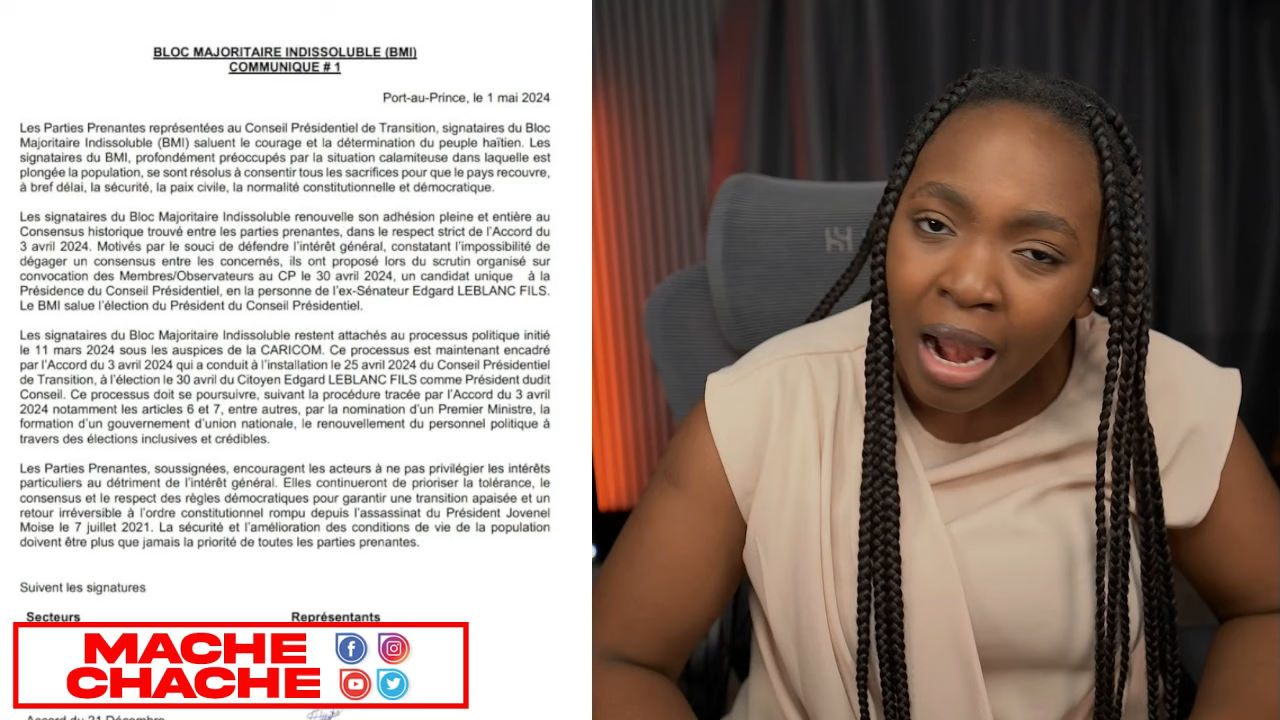 BLOC MAJORITAIRE INDISSOLUBLE (BMI)
COMMUNIQUE # 1
Port-au-Prince, le 1 mai 2024
Les Parties Prenantes représentées au Conseil Présidentiel de Transition, signataires du Bloc
Majoritaire Indissoluble (BMI) saluent le courage et la détermination du peuple haïtien. Les
signataires du BMI, profondément préoccupés par la situation calamiteuse dans laquelle est
plongée la population, se sont résolus à consentir tous les sacrifices pour que le pays recouvre,
à bref délai, la sécurité, la paix civile, la normalité constitutionnelle et démocratique.
Les signataires du Bloc Majoritaire Indissoluble renouvelle son adhésion pleine et entière au
Consensus historique trouvé entre les parties prenantes, dans le respect strict de l'Accord du
3 avril 2024. Motivés par le souci de défendre l'intérêt général, constatant l'impossibilité de
dégager un consensus entre les concernés, ils ont proposé lors du scrutin organisé sur
convocation des Membres/Observateurs au CP le 30 avril 2024, un candidat unique à la
Présidence du Conseil Présidentiel, en la personne de l'ex-Sénateur Edgard LEBLANC FILS.
Le BMI salue l'élection du Président du Conseil Présidentiel.
Les signataires du Bloc Majoritaire Indissoluble restent attachés au processus politique initié
le 11 mars 2024 sous les auspices de la CARICOM. Ce processus est maintenant encadré
par l'Accord du 3 avril 2024 qui a conduit à l'installation le 25 avril 2024 du Conseil Présidentiel
de Transition, à l'élection le 30 avril du Citoyen Edgard LEBLANC FILS comme Président dudit
Conseil. Ce processus doit se poursuivre, suivant la procédure tracée par l'Accord du 3 avril
2024 notamment les articles 6 et 7, entre autres, par la nomination d'un Premier Ministre, la
formation d'un gouvernement d'union nationale, le renouvellement du personnel politique à
travers des élections inclusives et crédibles.
Les Parties Prenantes, soussignées, encouragent les acteurs à ne pas privilégier les intérêts
particuliers au détriment de l'intérêt général. Elles continueront de prioriser la tolérance, le
consensus et le respect des règles démocratiques pour garantir une transition apaisée et un
retour irréversible à l'ordre constitutionnel rompu depuis l'assassinat du Président Jovenel
Moise le 7 juillet 2021. La sécurité et l'amélioration des conditions de vie de la population
doivent être plus que jamais la priorité de toutes les parties prenantes.
Suivent les signatures
Secteurs Représentants
MACHE
CHACHE
Accord du 21 Décembre